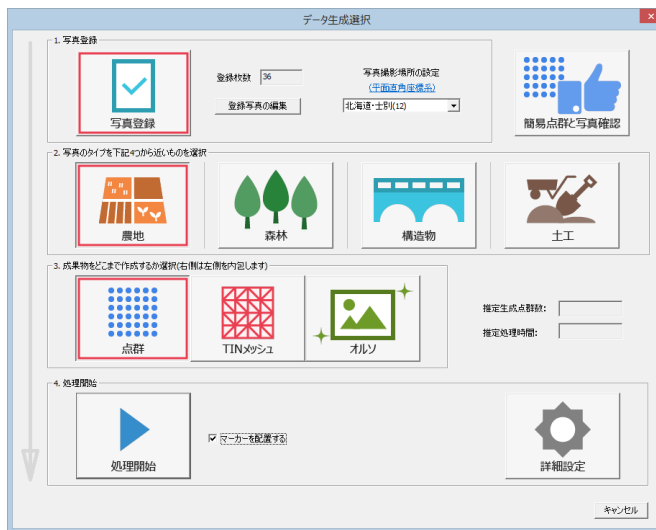 データ生成選択
1. 写真登録
写真登録
登録枚数 36
登録写真の編集
写真撮影場所の設定
(平面直角座標系)
北海道・士別(12)
簡易点群と写真確認
2. 写真のタイプを下記4つから近いものを選択
農地
森林
構造物
土工
3. 成果物をどこまで作成するか選択(右側は左側を内包します)
点群
TINメッシュ
オルソ
推定生成点群数:
推定処理時間:
4. 処理開始
処理開始
マーカーを配置する
詳細設定
キャンセル